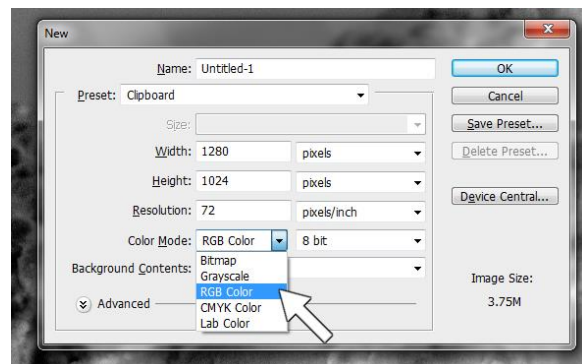 New
Name: Untitled-1
OK
Preset: Clipboard
Cancel
Size:
Save Preset...
Width: 1280 pixels
Delete Preset...
Height: 1024 pixels
Device Central...
Resolution: 72 pixels/inch
Color Mode: RGB Color 8 bit
Background Contents:
Bitmap
Grayscale
RGB Color
CMYK Color
Lab Color
Advanced
Image Size:
3.75M